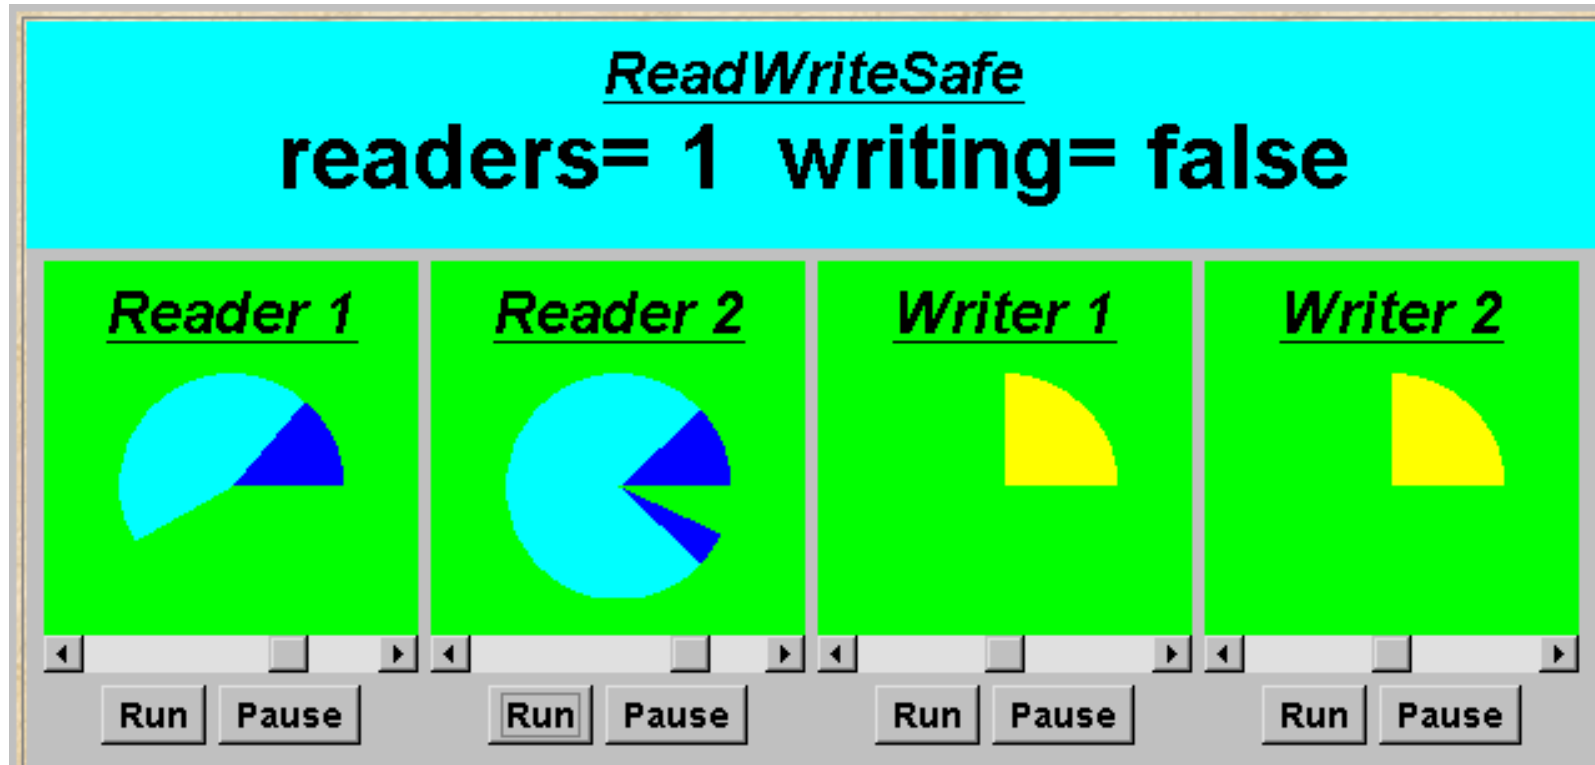 ReadWriteSafe
readers= 1 writing= false
Reader 1
Reader 2
Writer 1
Writer 2
Run Pause
Run Pause
Run Pause
Run Pause